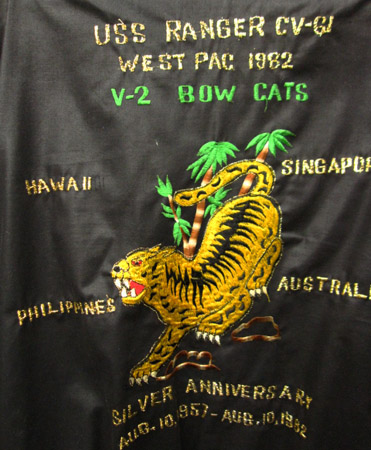 USS RANGER CV-61
WEST PAC 1982
V-2 BOW CATS
HAWAII
SINGAPOR
PHILIPINES
AUSTRALI
SILVER ANNIVERSARY
AUG. 10, 1957 - AUG. 10, 1982